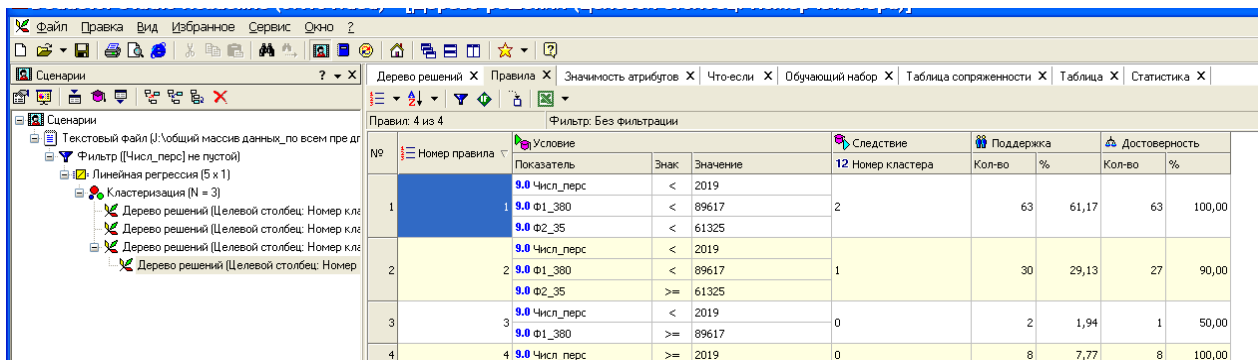 Файл Правка Вид Избранное Сервис Окно ?
Сценарии ?
Дерево решений X Правила X Значимость атрибутов X Что-если X Обучающий набор X Таблица сопряженности X Таблица X Статистика X
Сценарии
Текстовый файл (J:\общий массив данных_по всем пре дг
Фильтр ([Числ_перс] не пустой)
Линейная регрессия (5 x 1)
Кластеризация (N = 3)
Дерево решений (Целевой столбец: Номер кла
Дерево решений (Целевой столбец: Номер кла
Дерево решений (Целевой столбец: Номер кла
Дерево решений (Целевой столбец: Номер
Правил: 4 из 4 Фильтр: Без фильтрации
№ Номер правила Условие Следствие Поддержка Достоверность
Показатель Знак Значение 12 Номер кластера Кол-во % Кол-во %
1 1 9.0 Числ_перс < 2019 2 63 61,17 63 100,00
9.0 Ф1_380 < 89617
9.0 Ф2_35 < 61325
2 2 9.0 Числ_перс < 2019 1 30 29,13 27 90,00
9.0 Ф1_380 < 89617
9.0 Ф2_35 >= 61325
3 3 9.0 Числ_перс < 2019 0 2 1,94 1 50,00
9.0 Ф1_380 >= 89617
4 4 9.0 Числ_перс >= 2019 0 8 7,77 8 100,00